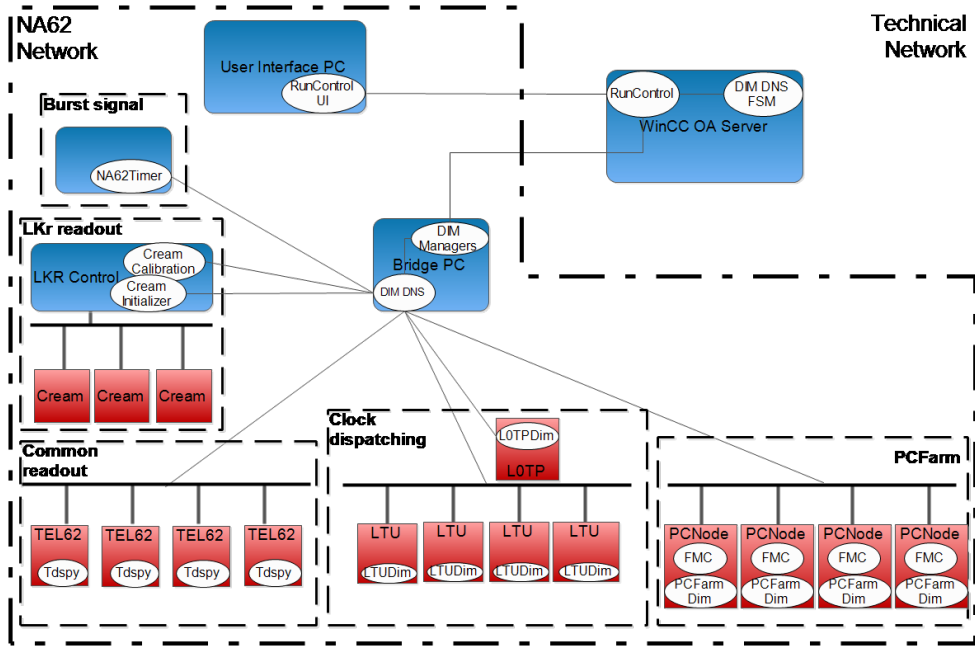 NA62
Network
Technical
Network
User Interface PC
RunControl
UI
RunControl
DIM DNS
FSM
WinCC OA Server
Burst signal
NA62Timer
LKr readout
LKR Control
Cream
Calibration
Cream
Initializer
DIM
Managers
Bridge PC
DIM DNS
Cream
Cream
Cream
Common
readout
TEL62
TEL62
TEL62
TEL62
Tdspy
Tdspy
Tdspy
Tdspy
Clock
dispatching
L0TPDim
L0TP
LTU
LTU
LTU
LTU
LTUDim
LTUDim
LTUDim
LTUDim
PCFarm
PCNode
PCNode
PCNode
PCNode
FMC
FMC
FMC
FMC
PCFarm
Dim
PCFarm
Dim
PCFarm
Dim
PCFarm
Dim